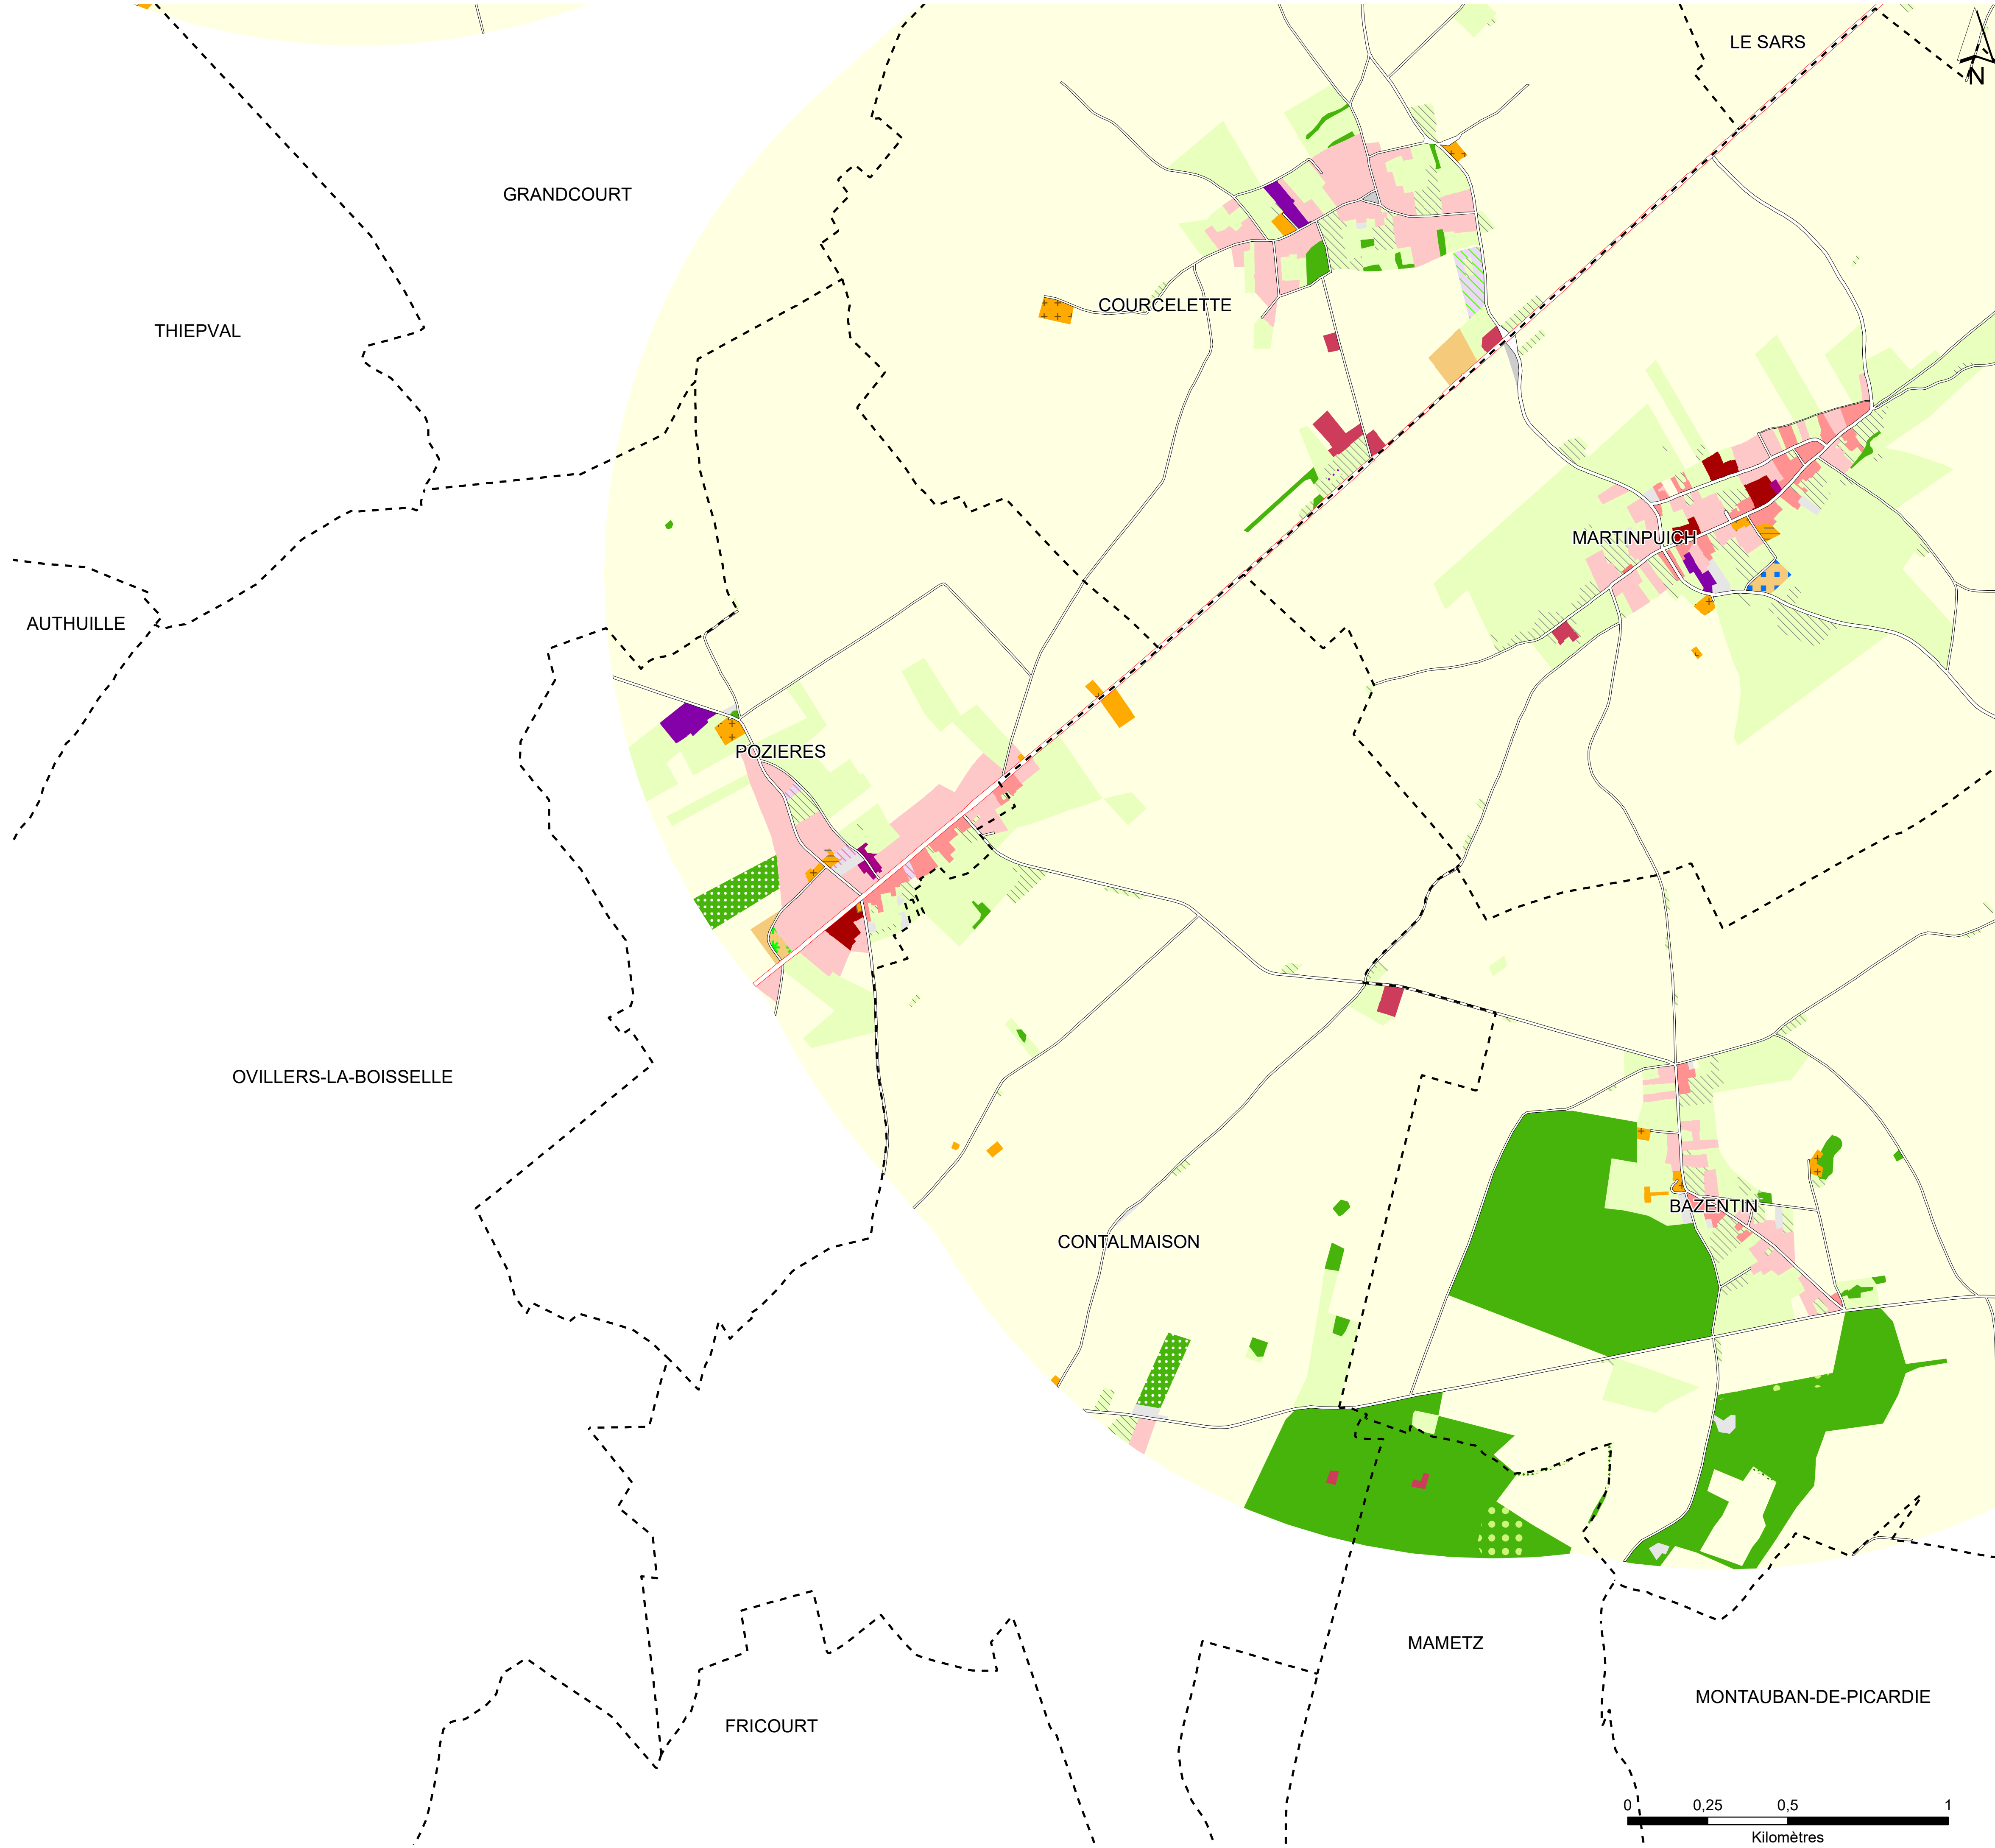 LE SARS
N
GRANDCOURT
COURCELETTE
THIEPVAL
MARTINPUICH
AUTHUILLE
POZIERES
OVILLERS-LA-BOISSELLE
BAZENTIN
CONTALMAISON
MAMETZ
MONTAUBAN-DE-PICARDIE
FRICOURT
0 0,25 0,5 1
Kilomètres